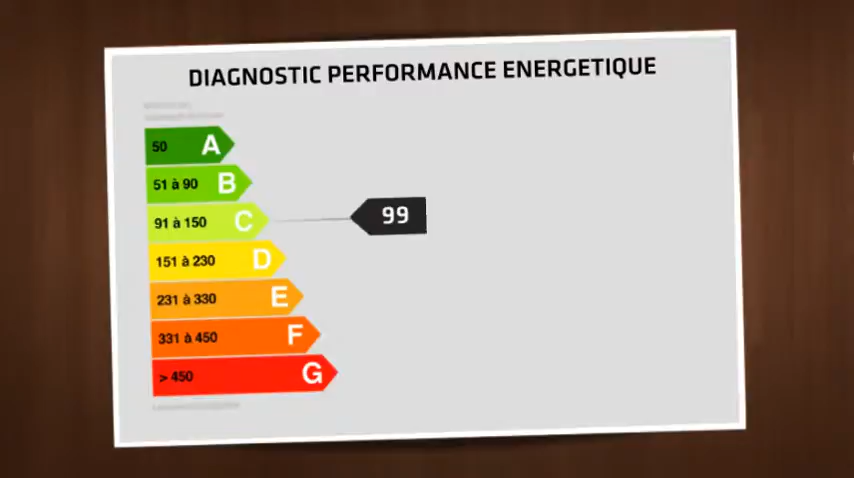 DIAGNOSTIC PERFORMANCE ENERGETIQUE
50 A
51 à 90 B
91 à 150 C
99
151 à 230 D
231 à 330 E
331 à 450 F
> 450 G